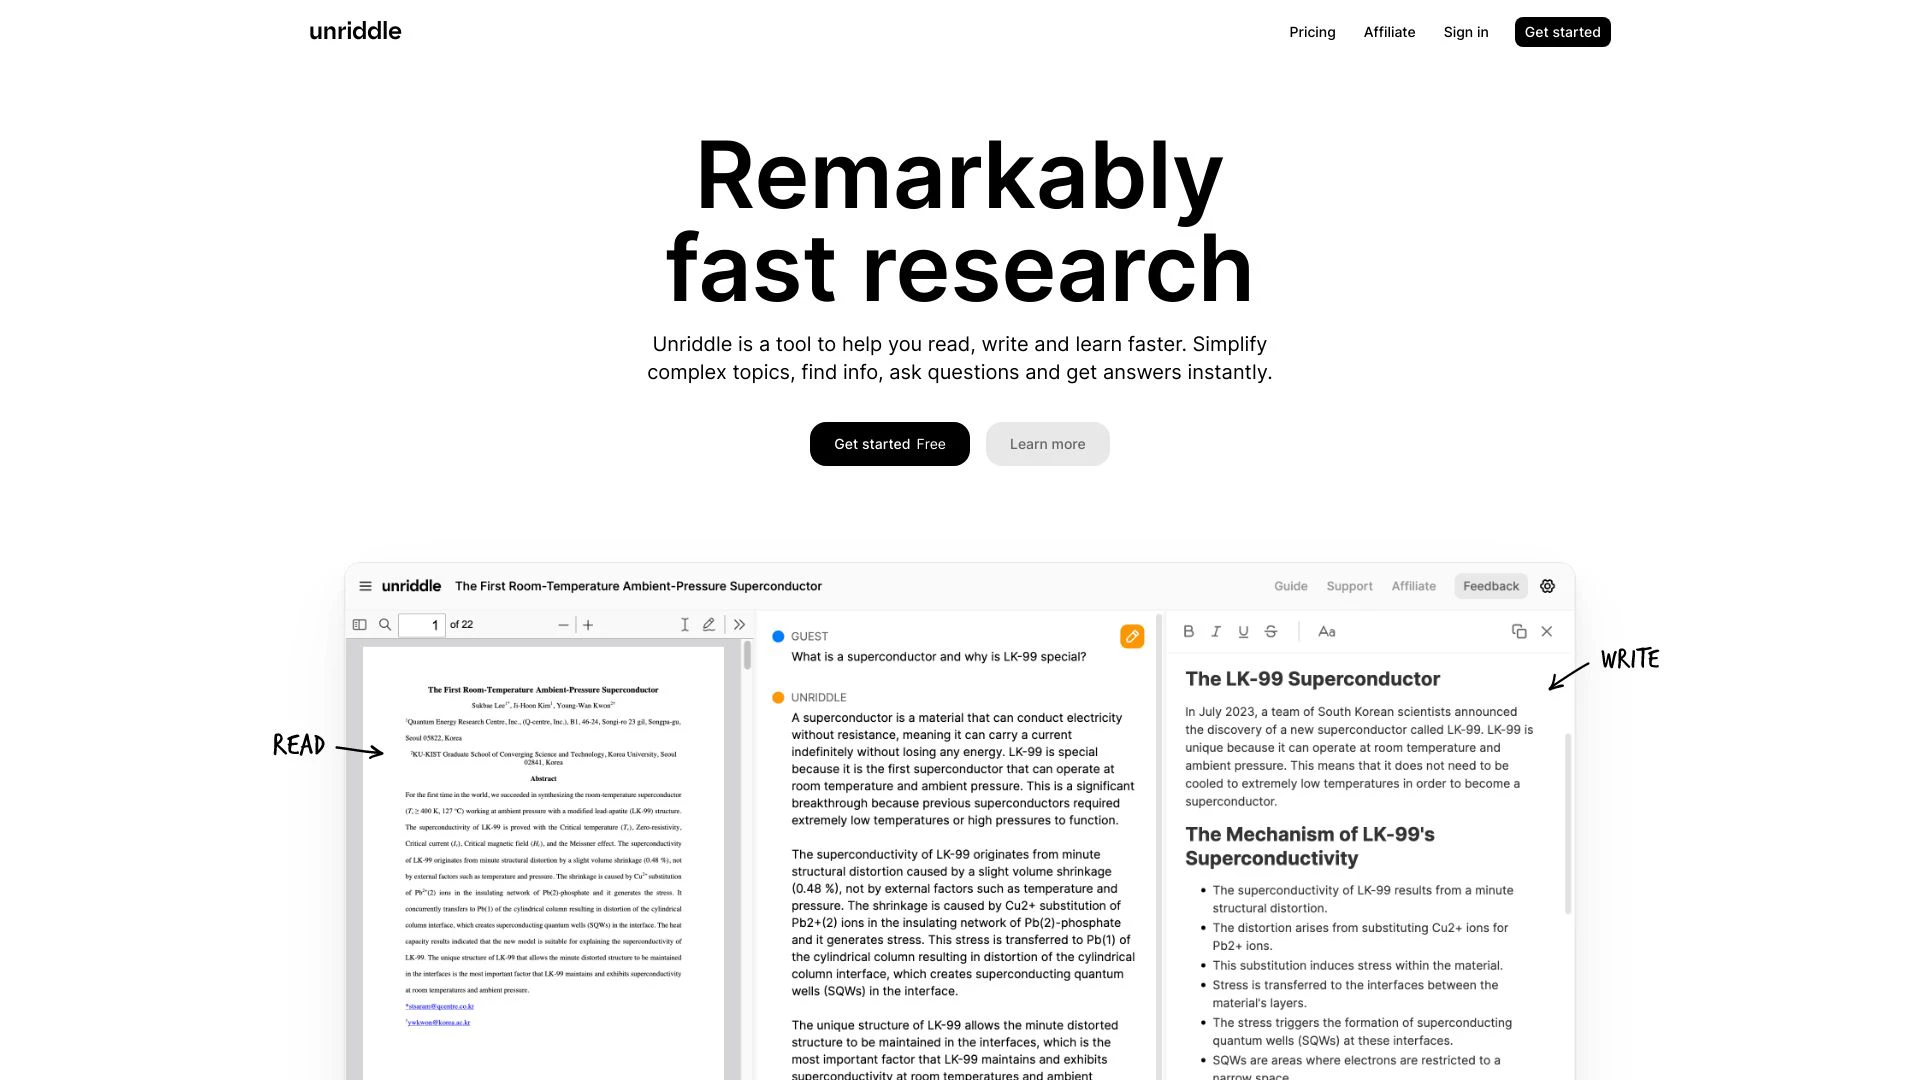 unriddle
Pricing
Affiliate
Sign in
Get started
Remarkably
fast research
Unriddle is a tool to help you read, write and learn faster. Simplify
complex topics, find info, ask questions and get answers instantly.
Get started Free
Learn more
unriddle
The First Room-Temperature Ambient-Pressure Superconductor
Guide
Support
Affiliate
Feedback
1 of 22
READ
The First Room-Temperature Ambient-Pressure Superconductor
Sukbae Lee¹*, Ji-Hoon Kim¹, Young-Wan Kwon²†
¹Quantum Energy Research Centre, Inc., (Q-centre, Inc.), B1, 46-24, Songi-ro 23 gil, Songpa-gu,
Seoul 05822, Korea
²KU-KIST Graduate School of Converging Science and Technology, Korea University, Seoul
02841, Korea
Abstract
For the first time in the world, we succeeded in synthesizing the room-temperature superconductor
(Tc ≥ 400 K, 127 °C) working at ambient pressure with a modified lead-apatite (LK-99) structure.
The superconductivity of LK-99 is proved with the Critical temperature (Tc), Zero-resistivity,
Critical current (Ic), Critical magnetic field (Hc), and the Meissner effect. The superconductivity
of LK-99 originates from minute structural distortion by a slight volume shrinkage (0.48 %), not
by external factors such as temperature and pressure. The shrinkage is caused by Cu²⁺ substitution
of Pb²⁺(2) ions in the insulating network of Pb(2)-phosphate and it generates the stress. It
concurrently transfers to Pb(1) of the cylindrical column resulting in distortion of the cylindrical
column interface, which creates superconducting quantum wells (SQWs) in the interface. The heat
capacity results indicated that the new model is suitable for explaining the superconductivity of
LK-99. The unique structure of LK-99 that allows the minute distorted structure to be maintained
in the interfaces is the most important factor that LK-99 maintains and exhibits superconductivity
at room temperatures and ambient pressure.
*stsaram@qcentre.co.kr
†ywkwon@korea.ac.kr
GUEST
What is a superconductor and why is LK-99 special?
UNRIDDLE
A superconductor is a material that can conduct electricity
without resistance, meaning it can carry a current
indefinitely without losing any energy. LK-99 is special
because it is the first superconductor that can operate at
room temperature and ambient pressure. This is a significant
breakthrough because previous superconductors required
extremely low temperatures or high pressures to function.
The superconductivity of LK-99 originates from minute
structural distortion caused by a slight volume shrinkage
(0.48 %), not by external factors such as temperature and
pressure. The shrinkage is caused by Cu2+ substitution of
Pb2+(2) ions in the insulating network of Pb(2)-phosphate
and it generates stress. This stress is transferred to Pb(1) of
the cylindrical column resulting in distortion of the cylindrical
column interface, which creates superconducting quantum
wells (SQWs) in the interface.
The unique structure of LK-99 allows the minute distorted
structure to be maintained in the interfaces, which is the
most important factor that LK-99 maintains and exhibits
superconductivity at room temperatures and ambient
B I U S Aa
WRITE
The LK-99 Superconductor
In July 2023, a team of South Korean scientists announced
the discovery of a new superconductor called LK-99. LK-99 is
unique because it can operate at room temperature and
ambient pressure. This means that it does not need to be
cooled to extremely low temperatures in order to become a
superconductor.
The Mechanism of LK-99's
Superconductivity
• The superconductivity of LK-99 results from a minute
structural distortion.
• The distortion arises from substituting Cu2+ ions for
Pb2+ ions.
• This substitution induces stress within the material.
• Stress is transferred to the interfaces between the
material's layers.
• The stress triggers the formation of superconducting
quantum wells (SQWs) at these interfaces.
• SQWs are areas where electrons are restricted to a
narrow space.